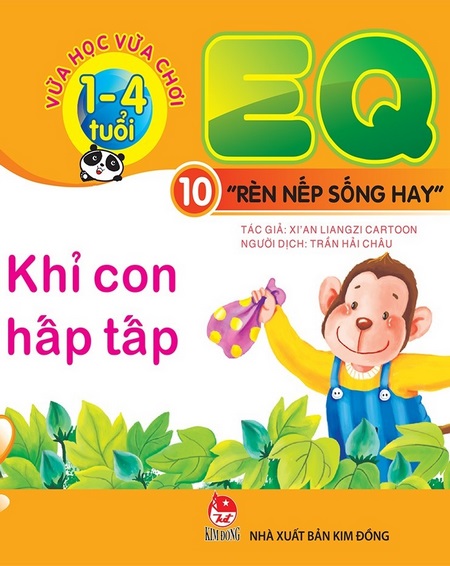 VỪA HỌC VỪA CHƠI
1-4
tuổi
EQ
10 "RÈN NẾP SỐNG HAY"
TÁC GIẢ: XI'AN LIANGZI CARTOON
NGƯỜI DỊCH: TRẦN HẢI CHÂU
Khỉ con
hấp tấp
KIM ĐỒNG
NHÀ XUẤT BẢN KIM ĐỒNG